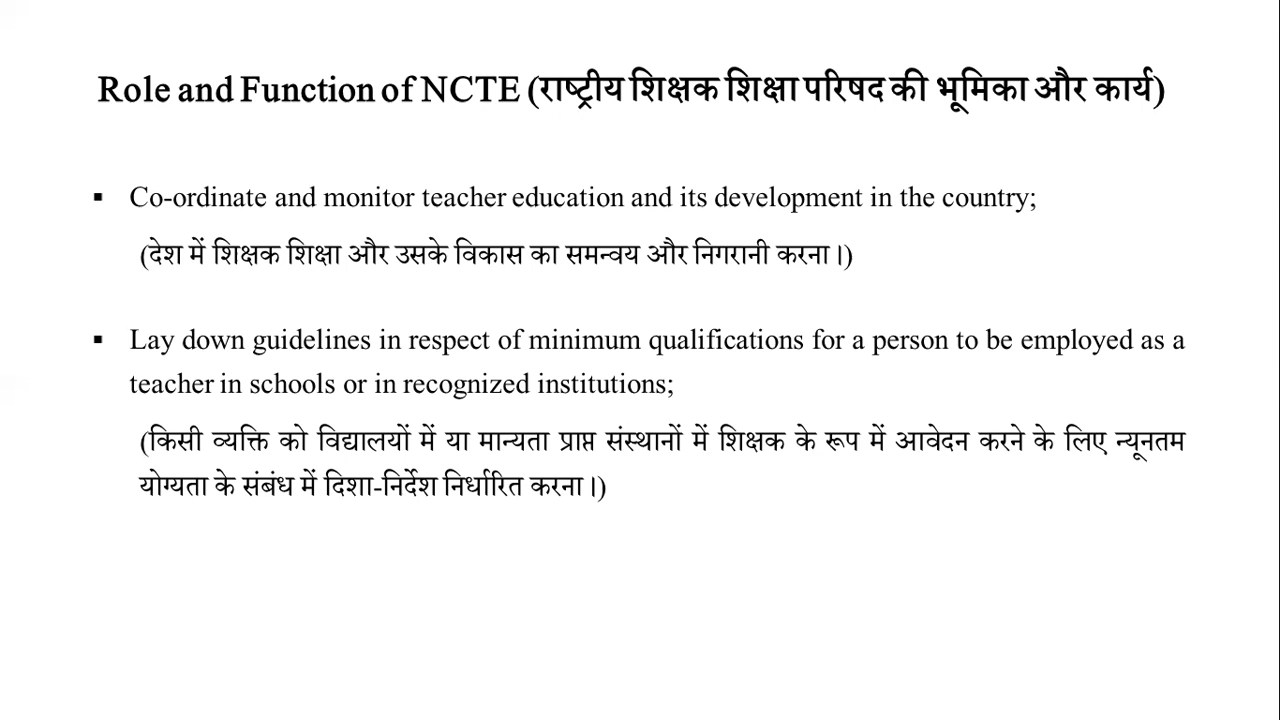 Role and Function of NCTE (राष्ट्रीय शिक्षक शिक्षा परिषद की भूमिका और कार्य)
▪ Co-ordinate and monitor teacher education and its development in the country;
(देश में शिक्षक शिक्षा और उसके विकास का समन्वय और निगरानी करना।)
▪ Lay down guidelines in respect of minimum qualifications for a person to be employed as a
teacher in schools or in recognized institutions;
(किसी व्यक्ति को विद्यालयों में या मान्यता प्राप्त संस्थानों में शिक्षक के रूप में आवेदन करने के लिए न्यूनतम
योग्यता के संबंध में दिशा-निर्देश निर्धारित करना।)